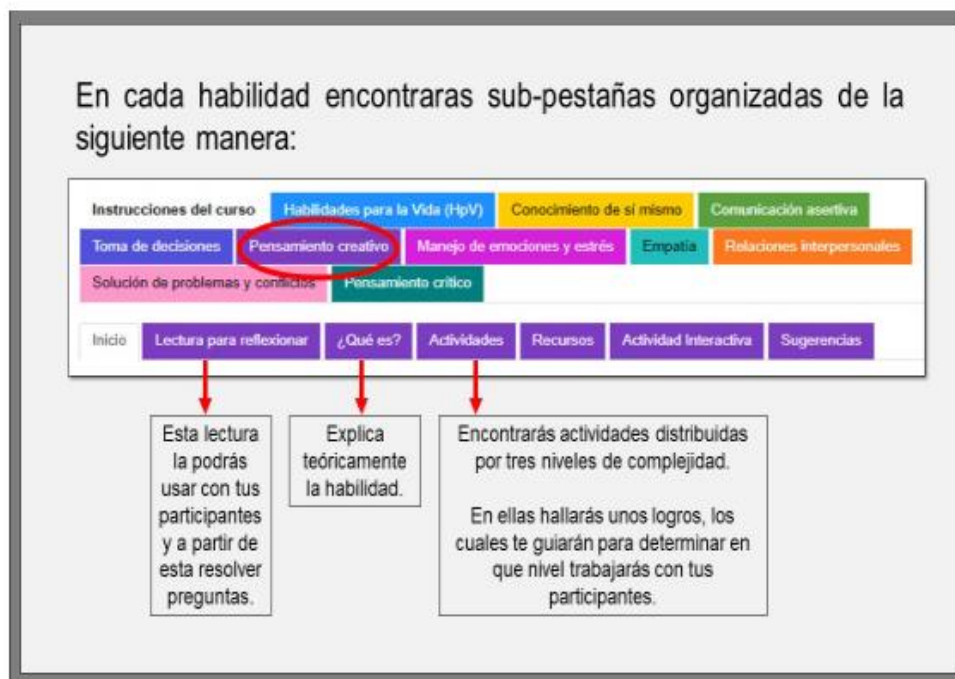 En cada habilidad encontraras sub-pestañas organizadas de la
siguiente manera:
Instrucciones del curso Habilidades para la Vida (HpV) Conocimiento de sí mismo Comunicación asertiva
Toma de decisiones Pensamiento creativo Manejo de emociones y estrés Empatía Relaciones interpersonales
Solución de problemas y conflictos Pensamiento crítico
Inicio Lectura para reflexionar ¿Qué es? Actividades Recursos Actividad Interactiva Sugerencias
Esta lectura
la podrás
usar con tus
participantes
y a partir de
esta resolver
preguntas.
Explica
teóricamente
la habilidad.
Encontrarás actividades distribuidas
por tres niveles de complejidad.
En ellas hallarás unos logros, los
cuales te guiarán para determinar en
que nivel trabajarás con tus
participantes.